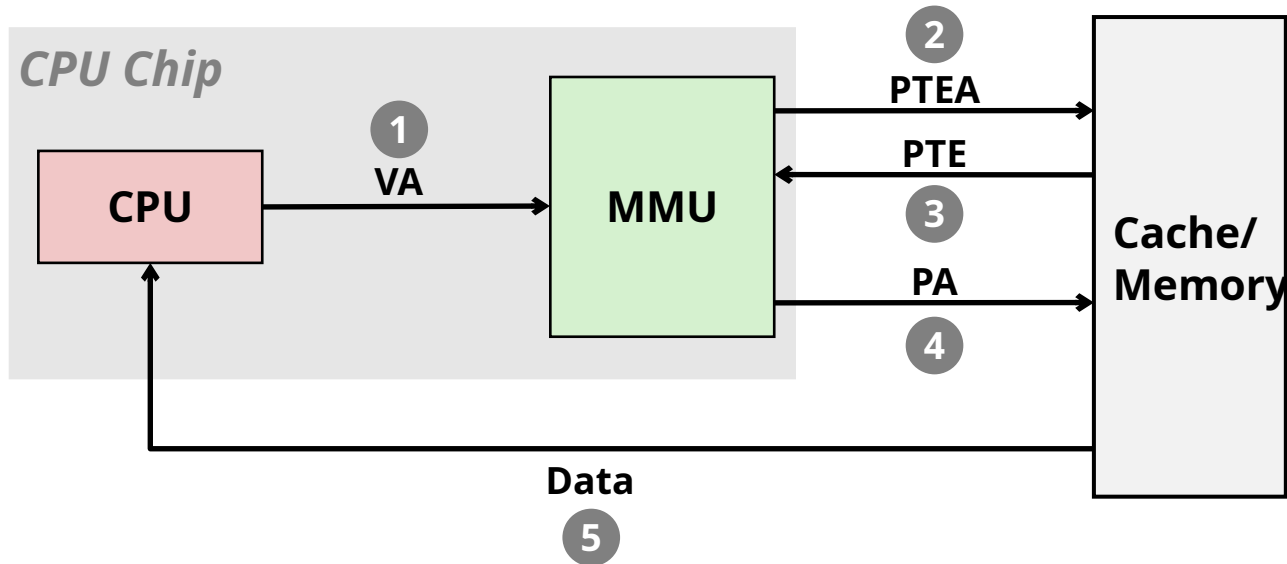 2
CPU Chip
PTEA
1
PTE
VA
CPU
MMU
3
Cache/
Memory
PA
4
Data
5